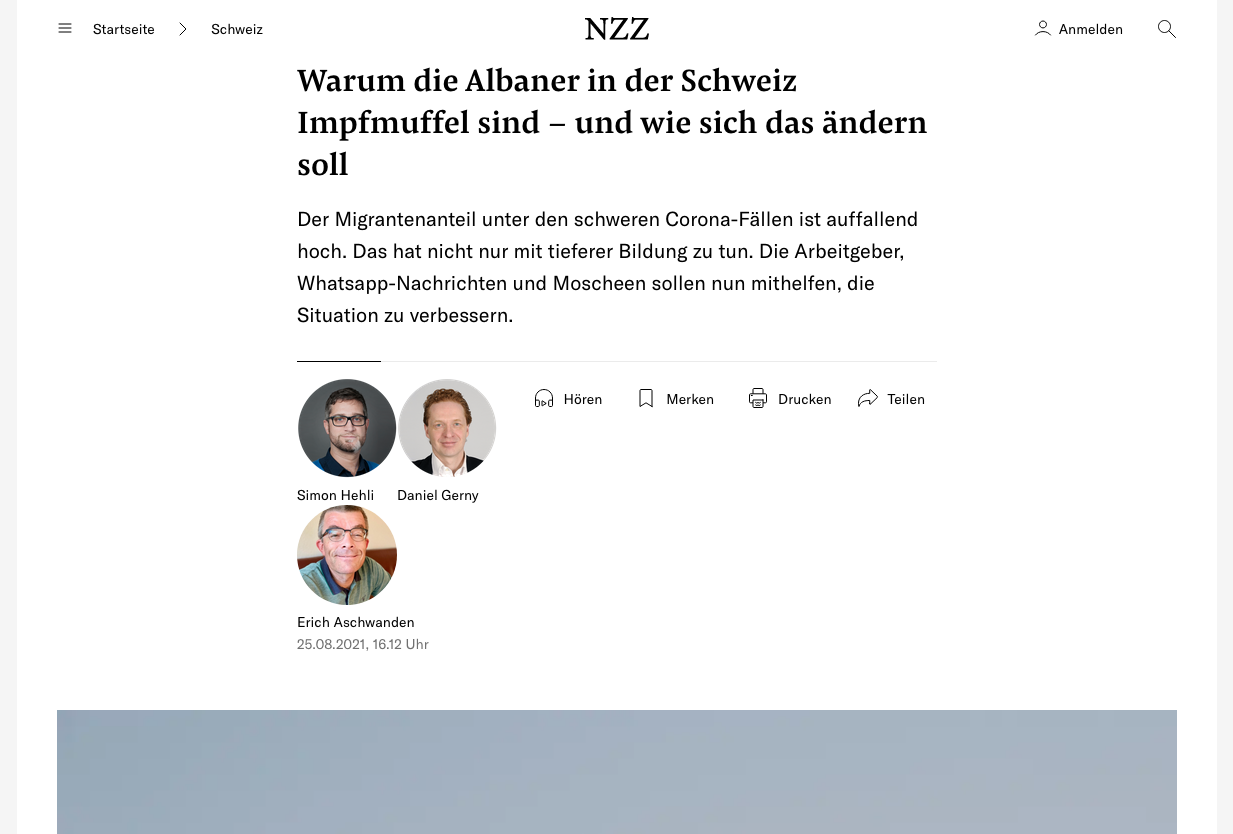 Startseite
Schweiz
NZZ
Anmelden
Warum die Albaner in der Schweiz
Impfmuffel sind – und wie sich das ändern
soll
Der Migrantenanteil unter den schweren Corona-Fällen ist auffallend
hoch. Das hat nicht nur mit tieferer Bildung zu tun. Die Arbeitgeber,
Whatsapp-Nachrichten und Moscheen sollen nun mithelfen, die
Situation zu verbessern.
Hören
Merken
Drucken
Teilen
Simon Hehli
Daniel Gerny
Erich Aschwanden
25.08.2021, 16.12 Uhr